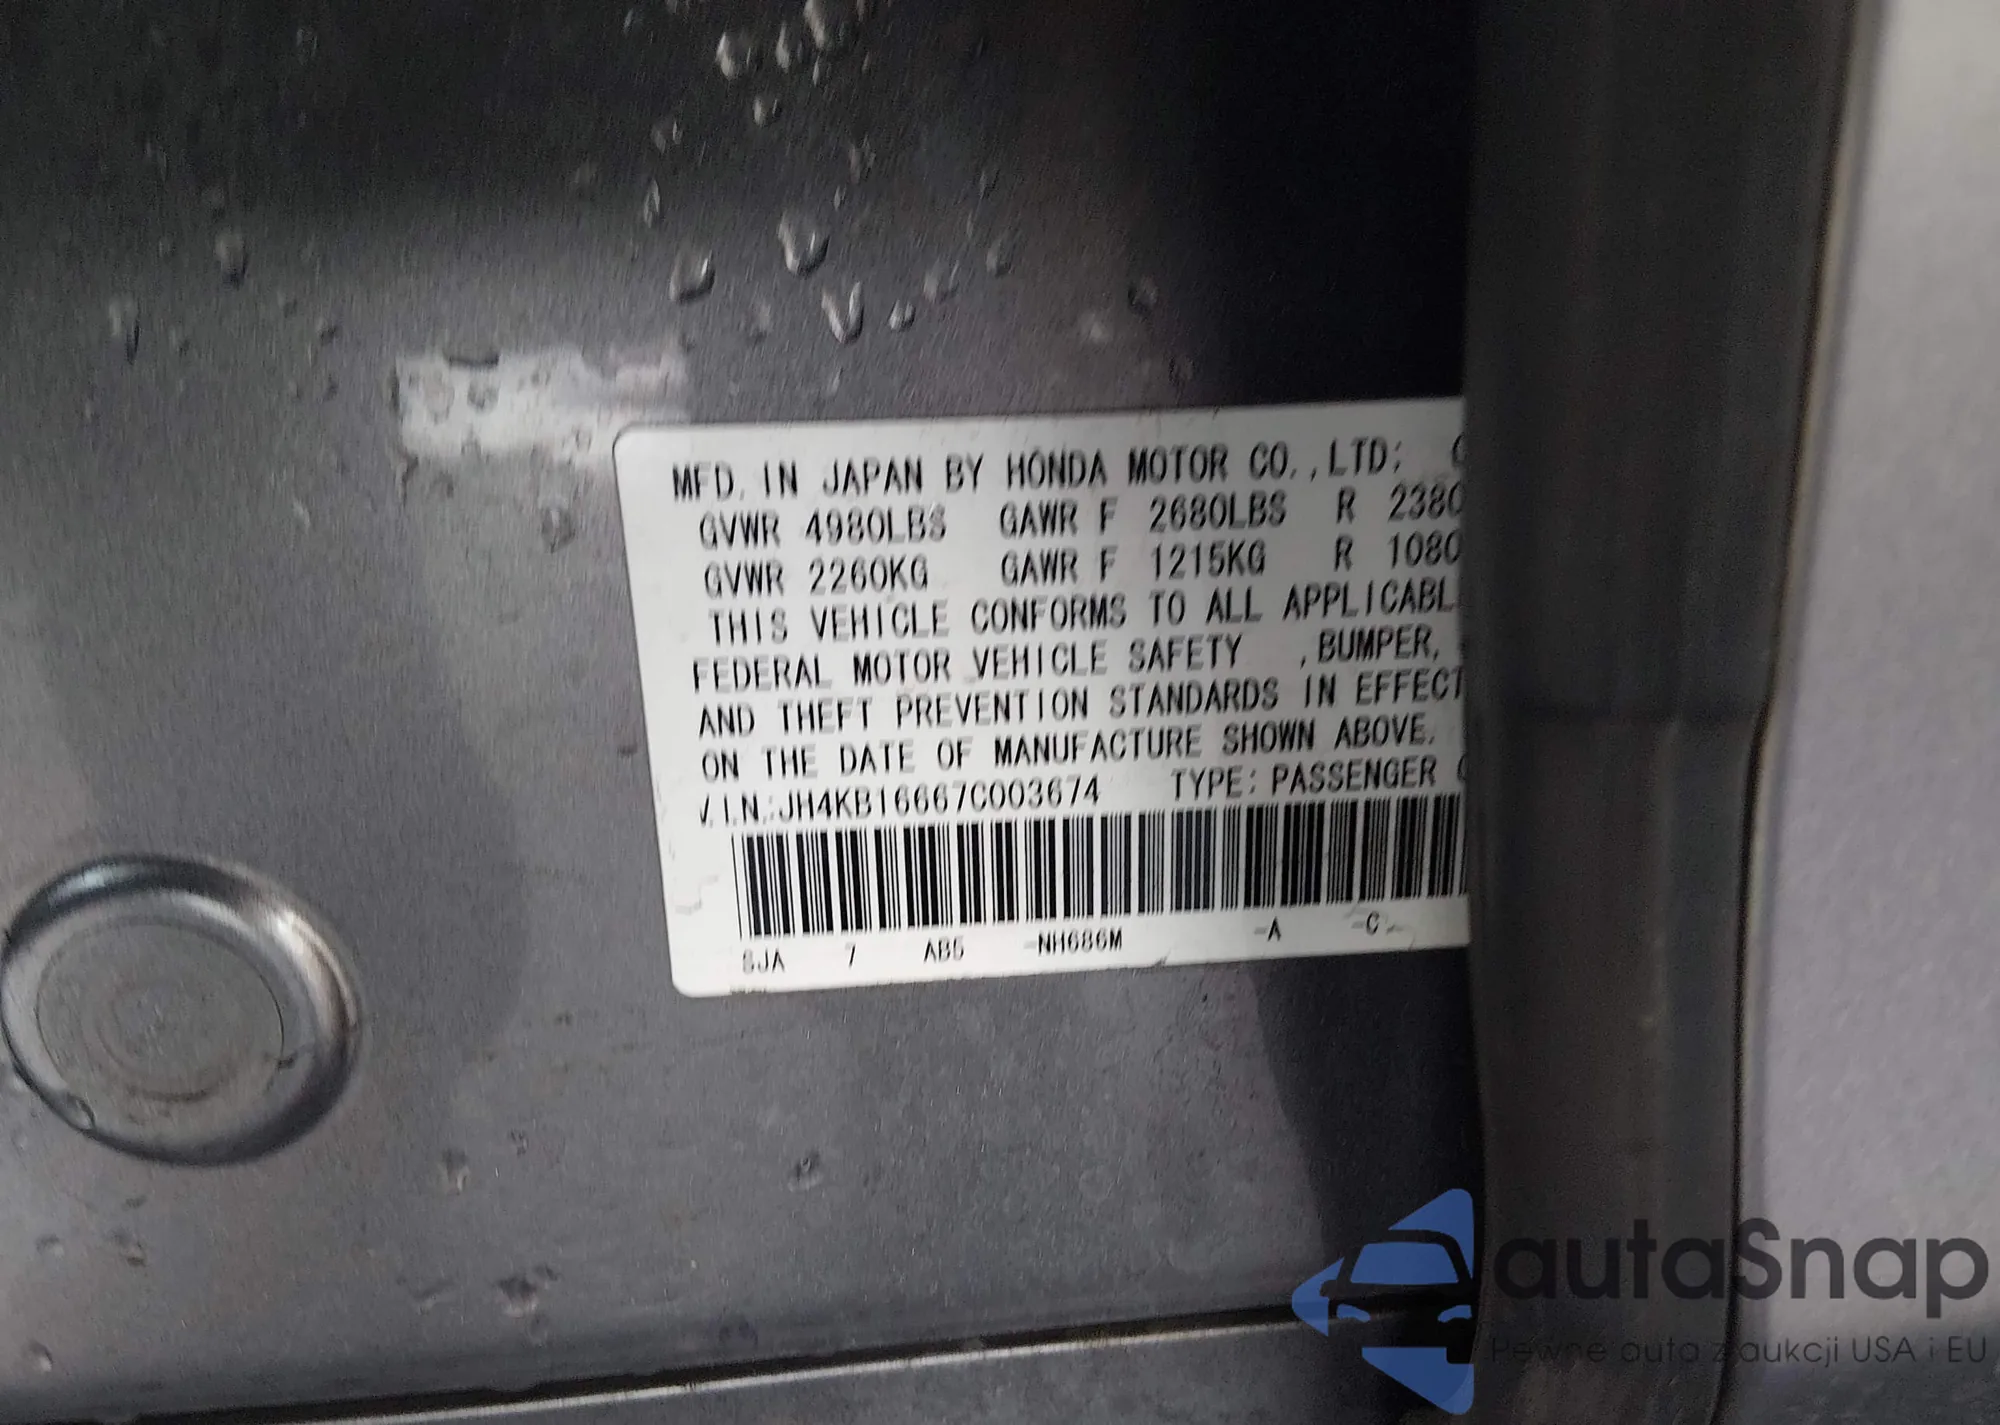 MFD. IN JAPAN BY HONDA MOTOR CO.,LTD;
GVWR 4980LBS GAWR F 2680LBS R 2380
GVWR 2260KG GAWR F 1215KG R 1080
THIS VEHICLE CONFORMS TO ALL APPLICABL
FEDERAL MOTOR VEHICLE SAFETY ,BUMPER,
AND THEFT PREVENTION STANDARDS IN EFFECT
ON THE DATE OF MANUFACTURE SHOWN ABOVE.
V.I.N.:JH4KB16667C003674 TYPE: PASSENGER
SJA 7 AB5 -NH686M -A -C
autaSnap
Pewne auta z aukcji USA i EU